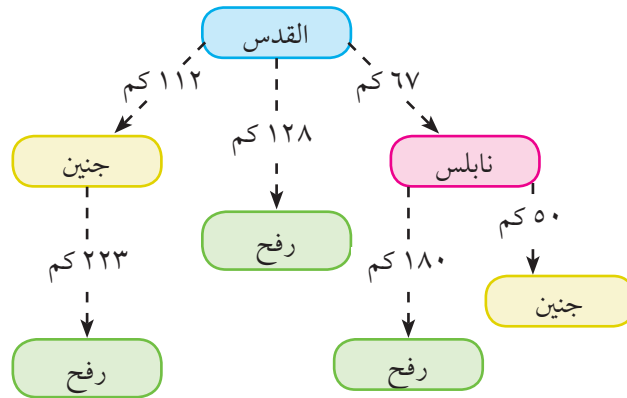 القدس
٦٧ كم
١١٢ كم
١٢٨ كم
نابلس
جنين
رفح
٥٠ كم
١٨٠ كم
٢٢٣ كم
جنين
رفح
رفح